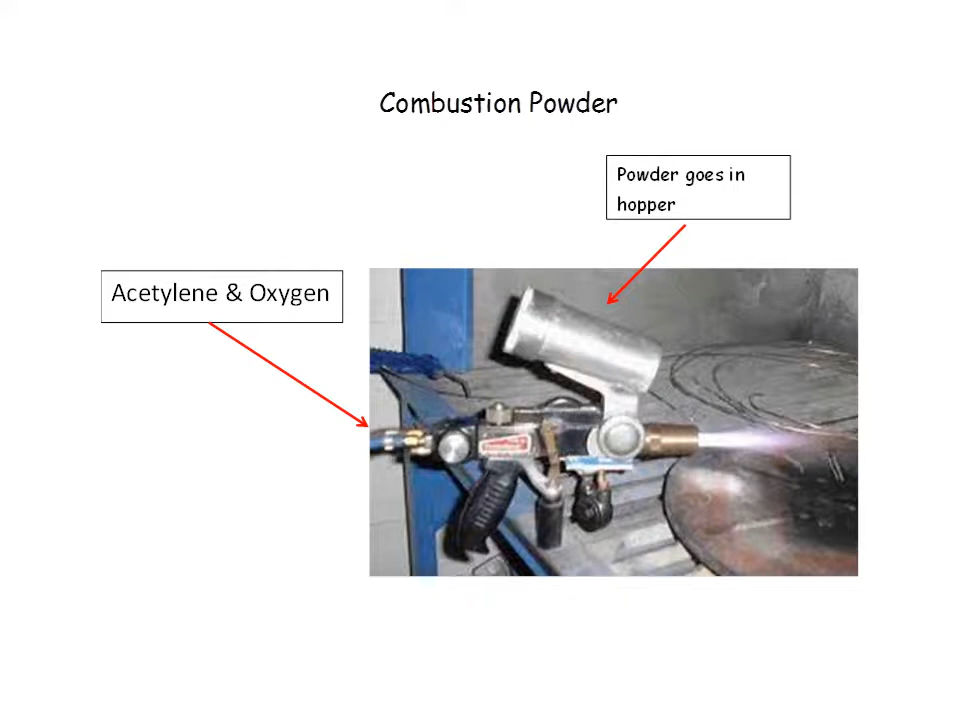 Combustion Powder
Powder goes in
hopper
Acetylene & Oxygen